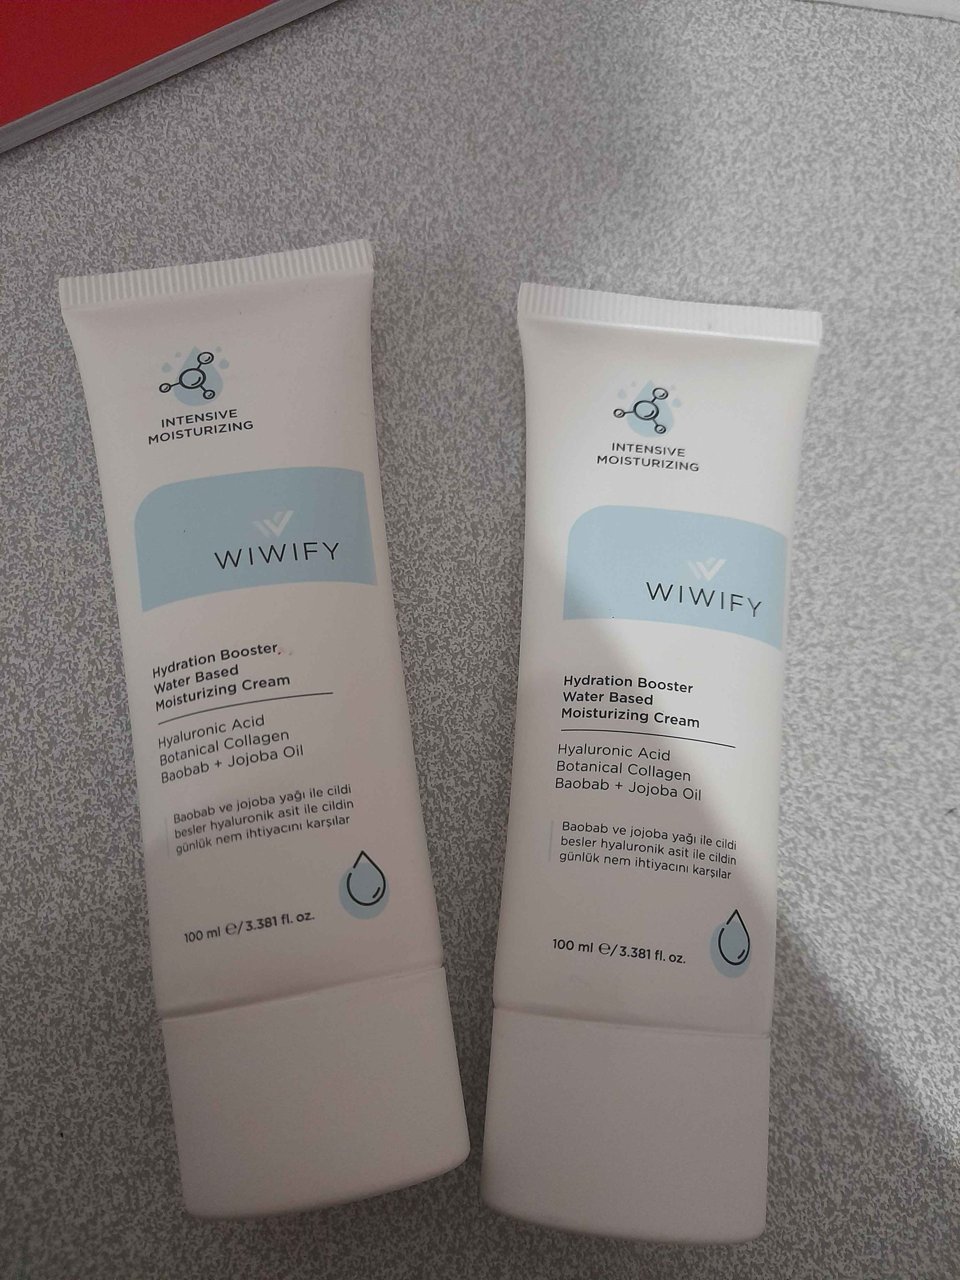 INTENSIVE
MOISTURIZING
WIWIFY
Hydration Booster
Water Based
Moisturizing Cream
Hyaluronic Acid
Botanical Collagen
Baobab + Jojoba Oil
Baobab ve jojoba yağı ile cildi
besler hyaluronik asit ile cildin
günlük nem ihtiyacını karşılar
100 ml ℮/3.381 fl. oz.
INTENSIVE
MOISTURIZING
WIWIFY
Hydration Booster
Water Based
Moisturizing Cream
Hyaluronic Acid
Botanical Collagen
Baobab + Jojoba Oil
Baobab ve jojoba yağı ile cildi
besler hyaluronik asit ile cildin
günlük nem ihtiyacını karşılar
100 ml ℮/3.381 fl. oz.